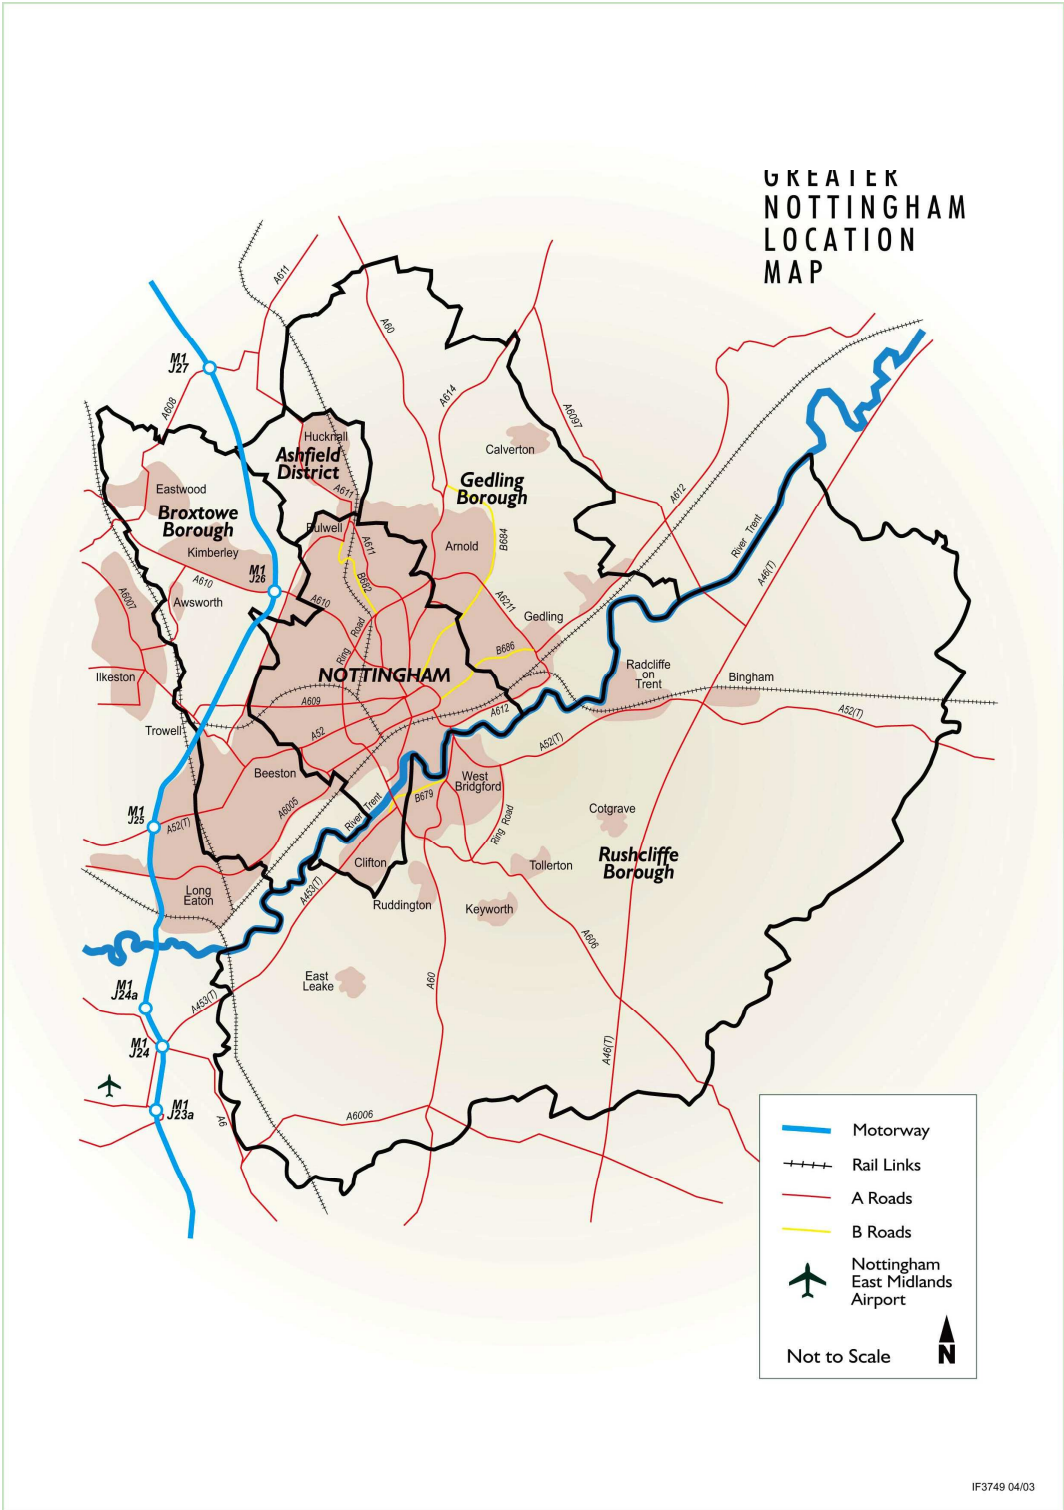 GREATER
NOTTINGHAM
LOCATION
MAP
A611
A60
M1
J27
A614
A608
A6097
Hucknall
Calverton
Ashfield
District
Gedling
Borough
A611
A612
Eastwood
Broxtowe
Borough
Bulwell
River Trent
A611
Arnold
B684
Kimberley
M1
J26
A46(T)
A610
B682
A6007
Awsworth
A610
A6211
Gedling
Ring Road
B686
NOTTINGHAM
Radcliffe
on
Trent
Bingham
Ilkeston
A609
A612
A52(T)
Trowell
A52
A52(T)
Beeston
West
Bridgford
B679
M1
J25
A52(T)
A6005
River Trent
Ring Road
Cotgrave
Clifton
Tollerton
Rushcliffe
Borough
Long
Eaton
A453(T)
Ruddington
Keyworth
A606
East
Leake
A60
M1
J24a
A453(T)
M1
J24
A46(T)
M1
J23a
A6
A6006
Motorway
Rail Links
A Roads
B Roads
Nottingham
East Midlands
Airport
Not to Scale
N
IF3749 04/03